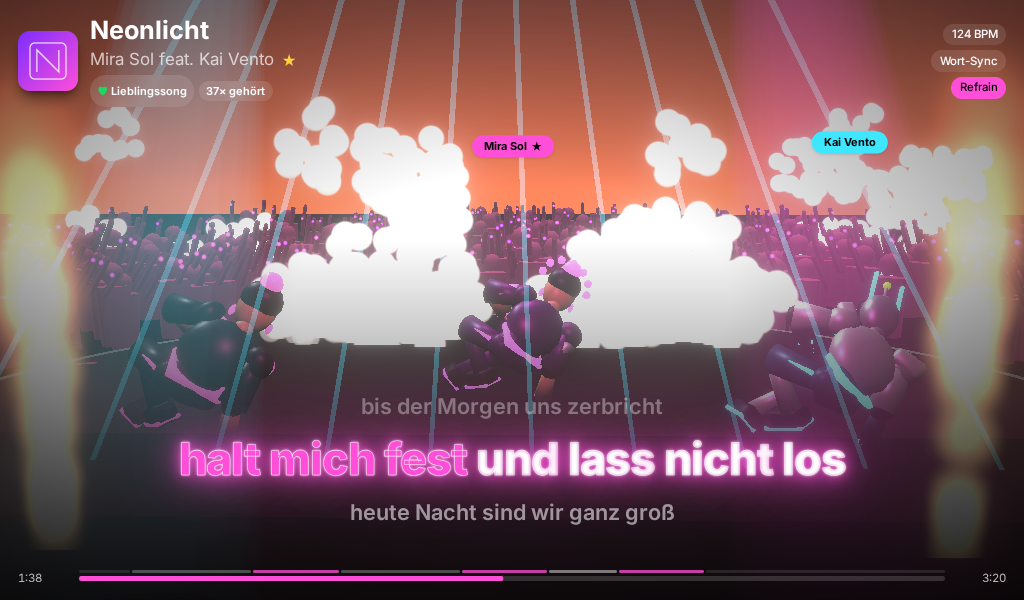 Neonlicht
Mira Sol feat. Kai Vento ★
Lieblingssong
37× gehört
124 BPM
Wort-Sync
Refrain
N
Mira Sol ★
Kai Vento
bis der Morgen uns zerbricht
halt mich fest und lass nicht los
heute Nacht sind wir ganz groß
1:38
3:20